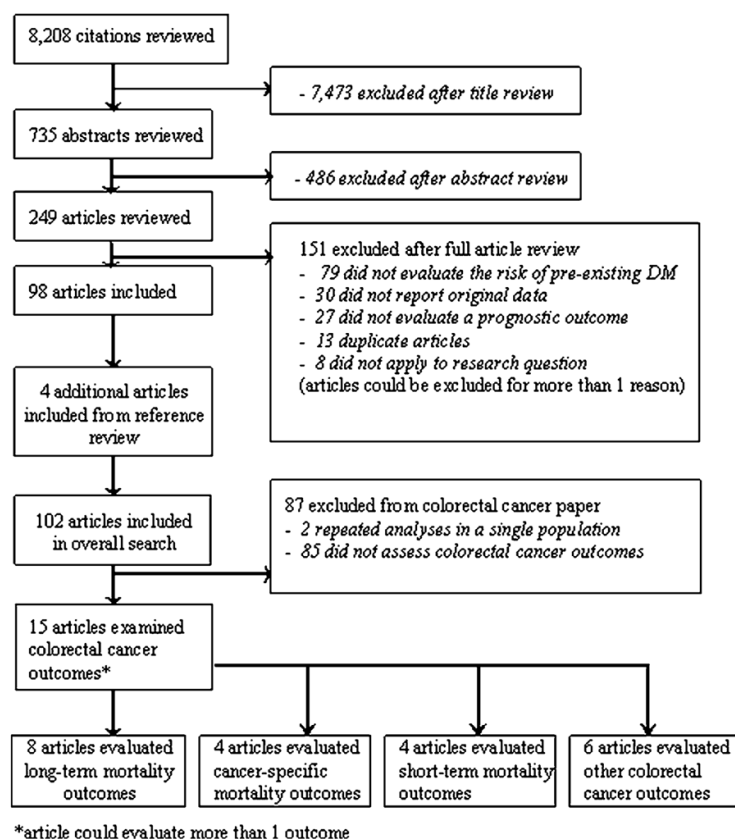 8,208 citations reviewed
- 7,473 excluded after title review
735 abstracts reviewed
- 486 excluded after abstract review
249 articles reviewed
151 excluded after full article review
- 79 did not evaluate the risk of pre-existing DM
- 30 did not report original data
- 27 did not evaluate a prognostic outcome
- 13 duplicate articles
- 8 did not apply to research question
(articles could be excluded for more than 1 reason)
98 articles included
4 additional articles
included from reference
review
102 articles included
in overall search
87 excluded from colorectal cancer paper
- 2 repeated analyses in a single population
- 85 did not assess colorectal cancer outcomes
15 articles examined
colorectal cancer
outcomes*
8 articles evaluated
long-term mortality
outcomes
4 articles evaluated
cancer-specific
mortality outcomes
4 articles evaluated
short-term mortality
outcomes
6 articles evaluated
other colorectal
cancer outcomes
*article could evaluate more than 1 outcome